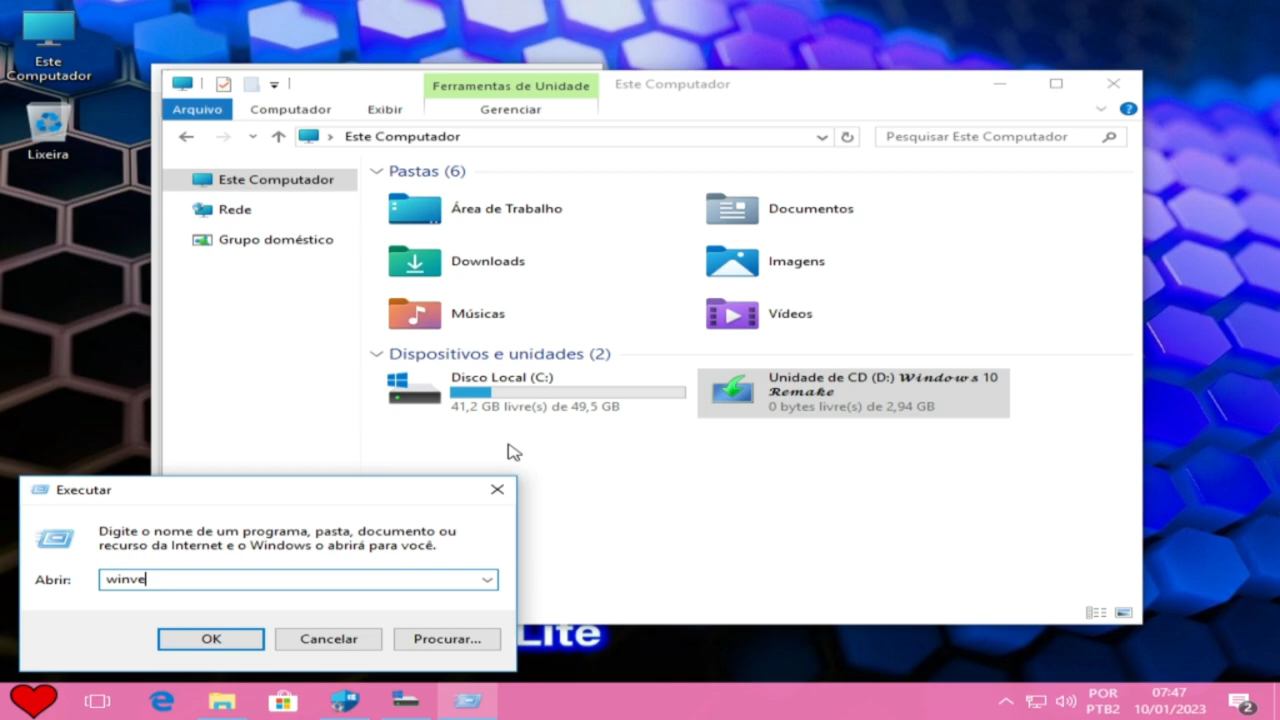 Este
Computador
Lixeira
Ferramentas de Unidade
Este Computador
Arquivo
Computador
Exibir
Gerenciar
?
Este Computador
Pesquisar Este Computador
Este Computador
Rede
Grupo doméstico
Pastas (6)
Área de Trabalho
Documentos
Downloads
Imagens
Músicas
Vídeos
Dispositivos e unidades (2)
Disco Local (C:)
41,2 GB livre(s) de 49,5 GB
Unidade de CD (D:) 𝓦𝓲𝓷𝓭𝓸𝔀𝓼 10
𝓡𝓮𝓶𝓪𝓴𝓮
0 bytes livre(s) de 2,94 GB
Executar
Digite o nome de um programa, pasta, documento ou
recurso da Internet e o Windows o abrirá para você.
Abrir:
winve
OK
Cancelar
Procurar...
Lite
POR
PTB2
07:47
10/01/2023
2